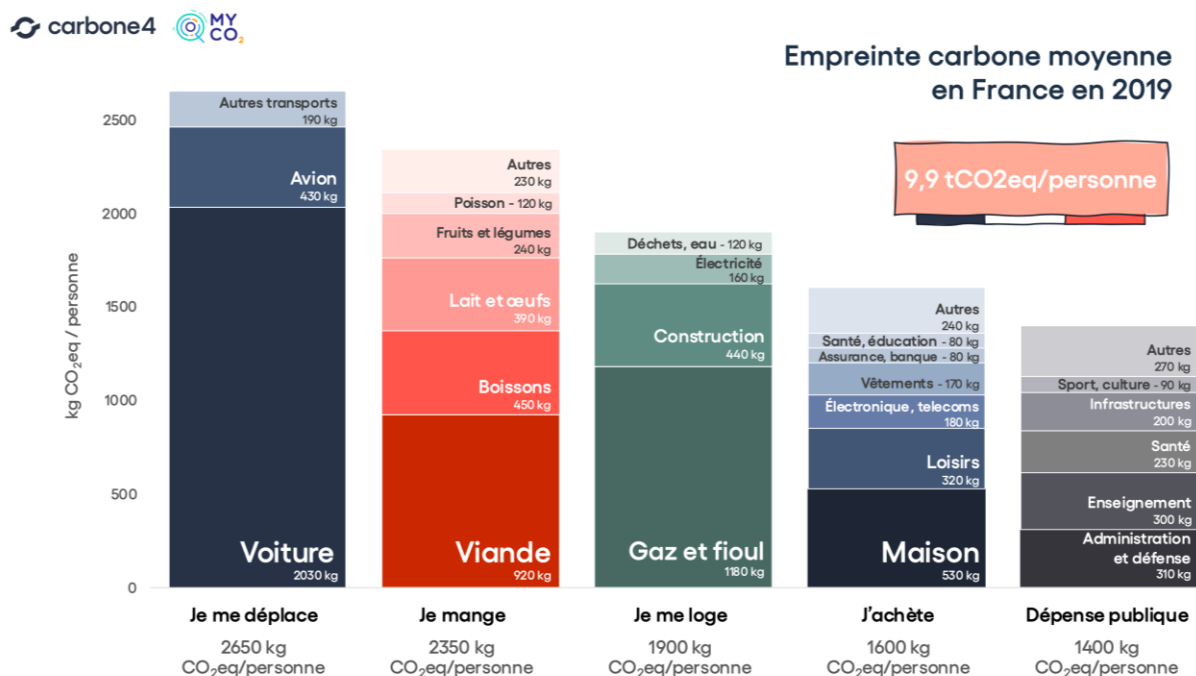 carbone4
MY
CO₂
Empreinte carbone moyenne
en France en 2019
9,9 tCO2eq/personne
kg CO₂eq / personne
2500
2000
1500
1000
500
0
Autres transports
190 kg
Avion
430 kg
Voiture
2030 kg
Autres
230 kg
Poisson - 120 kg
Fruits et légumes
240 kg
Lait et œufs
390 kg
Boissons
450 kg
Viande
920 kg
Déchets, eau - 120 kg
Électricité
160 kg
Construction
440 kg
Gaz et fioul
1180 kg
Autres
240 kg
Santé, éducation - 80 kg
Assurance, banque - 80 kg
Vêtements - 170 kg
Électronique, telecoms
180 kg
Loisirs
320 kg
Maison
530 kg
Autres
270 kg
Sport, culture - 90 kg
Infrastructures
200 kg
Santé
230 kg
Enseignement
300 kg
Administration
et défense
310 kg
Je me déplace
2650 kg
CO₂eq/personne
Je mange
2350 kg
CO₂eq/personne
Je me loge
1900 kg
CO₂eq/personne
J'achète
1600 kg
CO₂eq/personne
Dépense publique
1400 kg
CO₂eq/personne